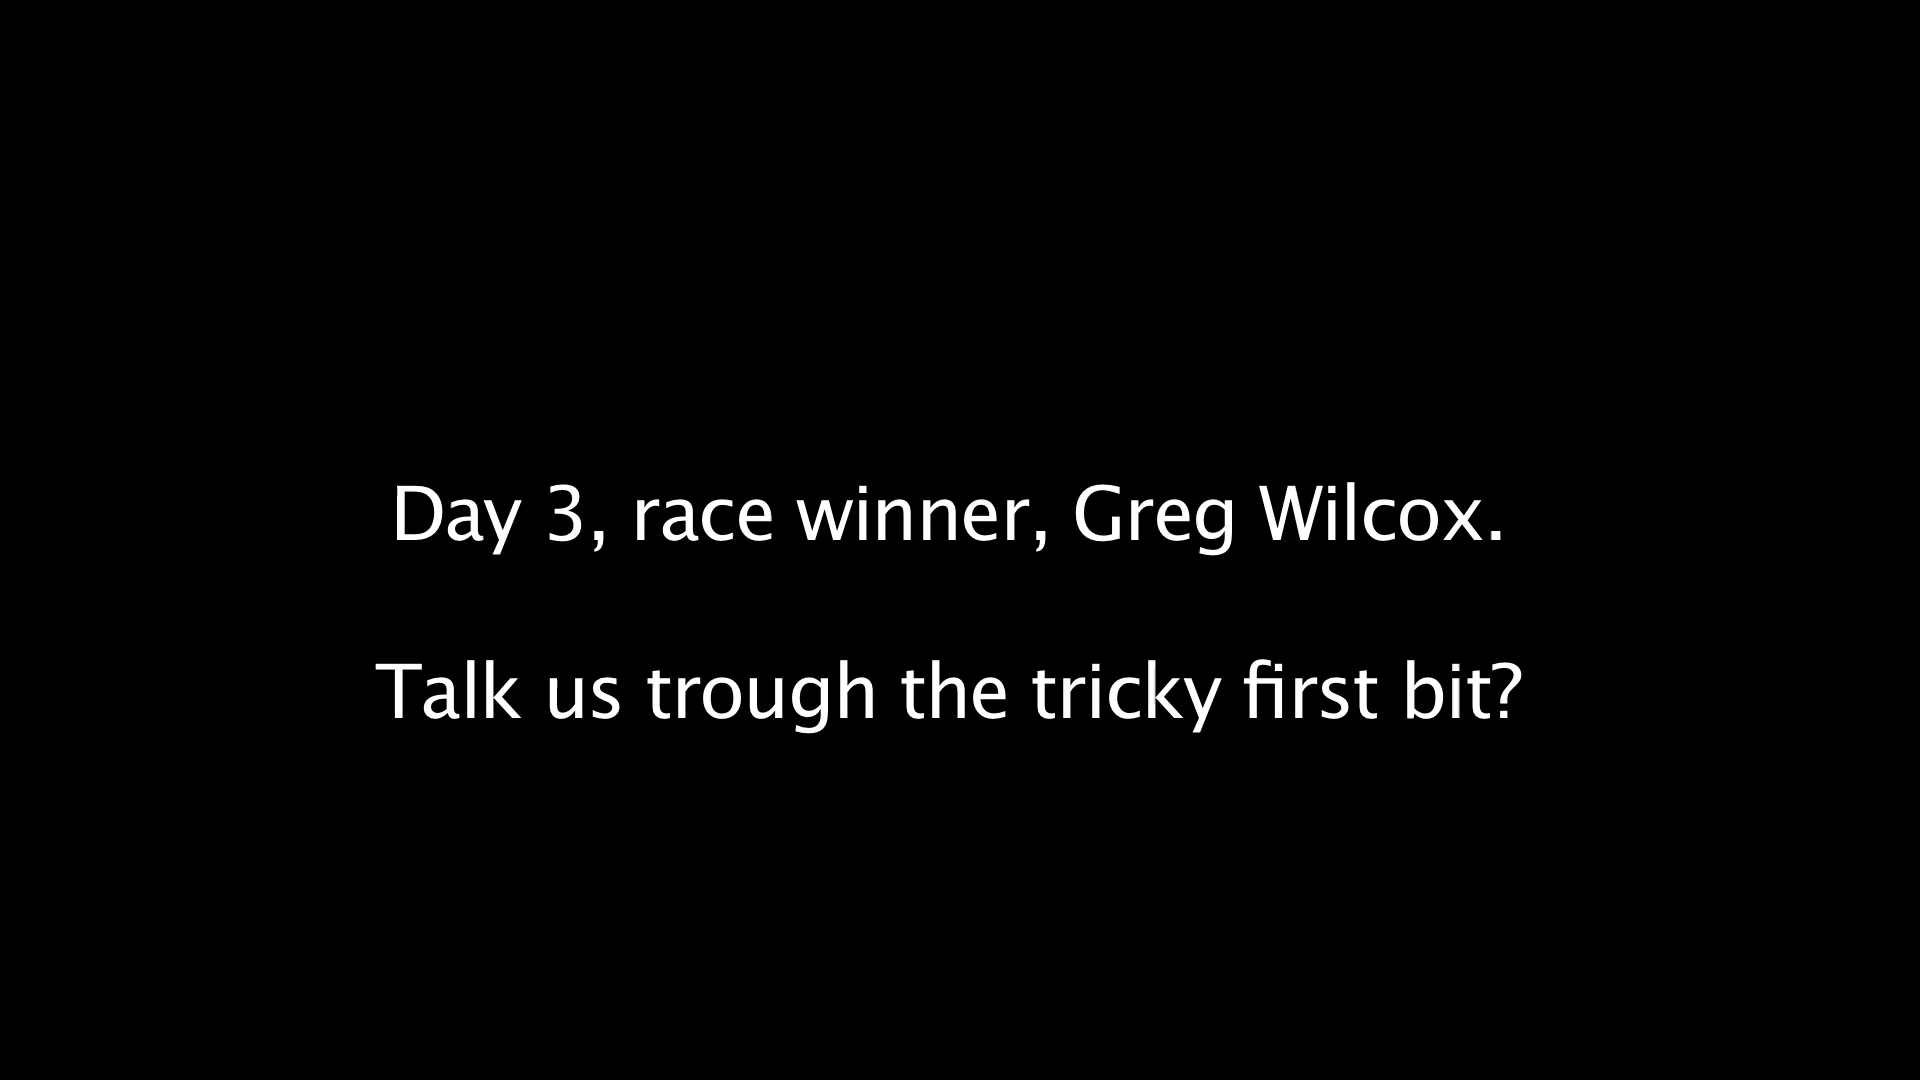 Day 3, race winner, Greg Wilcox.
Talk us trough the tricky first bit?